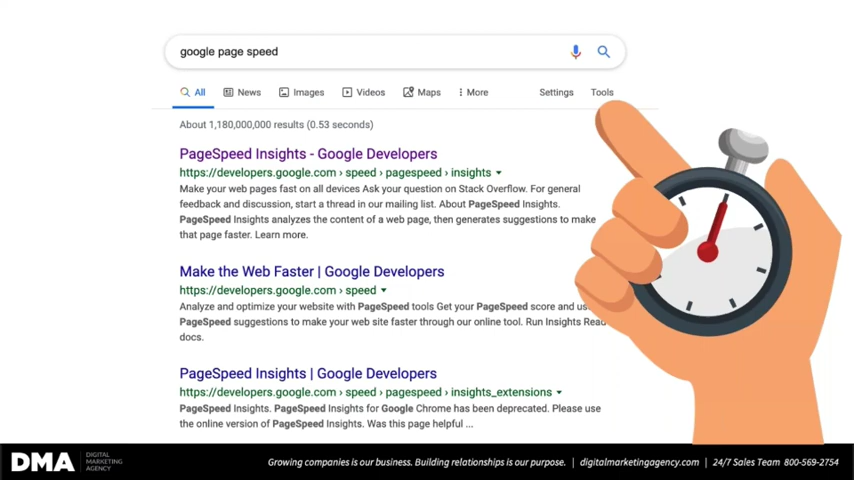 google page speed
All News Images Videos Maps More Settings Tools
About 1,180,000,000 results (0.53 seconds)
PageSpeed Insights - Google Developers
https://developers.google.com › speed › pagespeed › insights
Make your web pages fast on all devices Ask your question on Stack Overflow. For general
feedback and discussion, start a thread in our mailing list. About PageSpeed Insights.
PageSpeed Insights analyzes the content of a web page, then generates suggestions to make
that page faster. Learn more.
Make the Web Faster | Google Developers
https://developers.google.com › speed
Analyze and optimize your website with PageSpeed tools Get your PageSpeed score and
PageSpeed suggestions to make your web site faster through our online tool. Run Insights Read
docs.
PageSpeed Insights | Google Developers
https://developers.google.com › speed › pagespeed › insights_extensions
PageSpeed Insights. PageSpeed Insights for Google Chrome has been deprecated. Please use
the online version of PageSpeed Insights. Was this page helpful ...
DMA
DIGITAL
MARKETING
AGENCY
Growing companies is our business. Building relationships is our purpose. | digitalmarketingagency.com | 24/7 Sales Team 800-569-2754